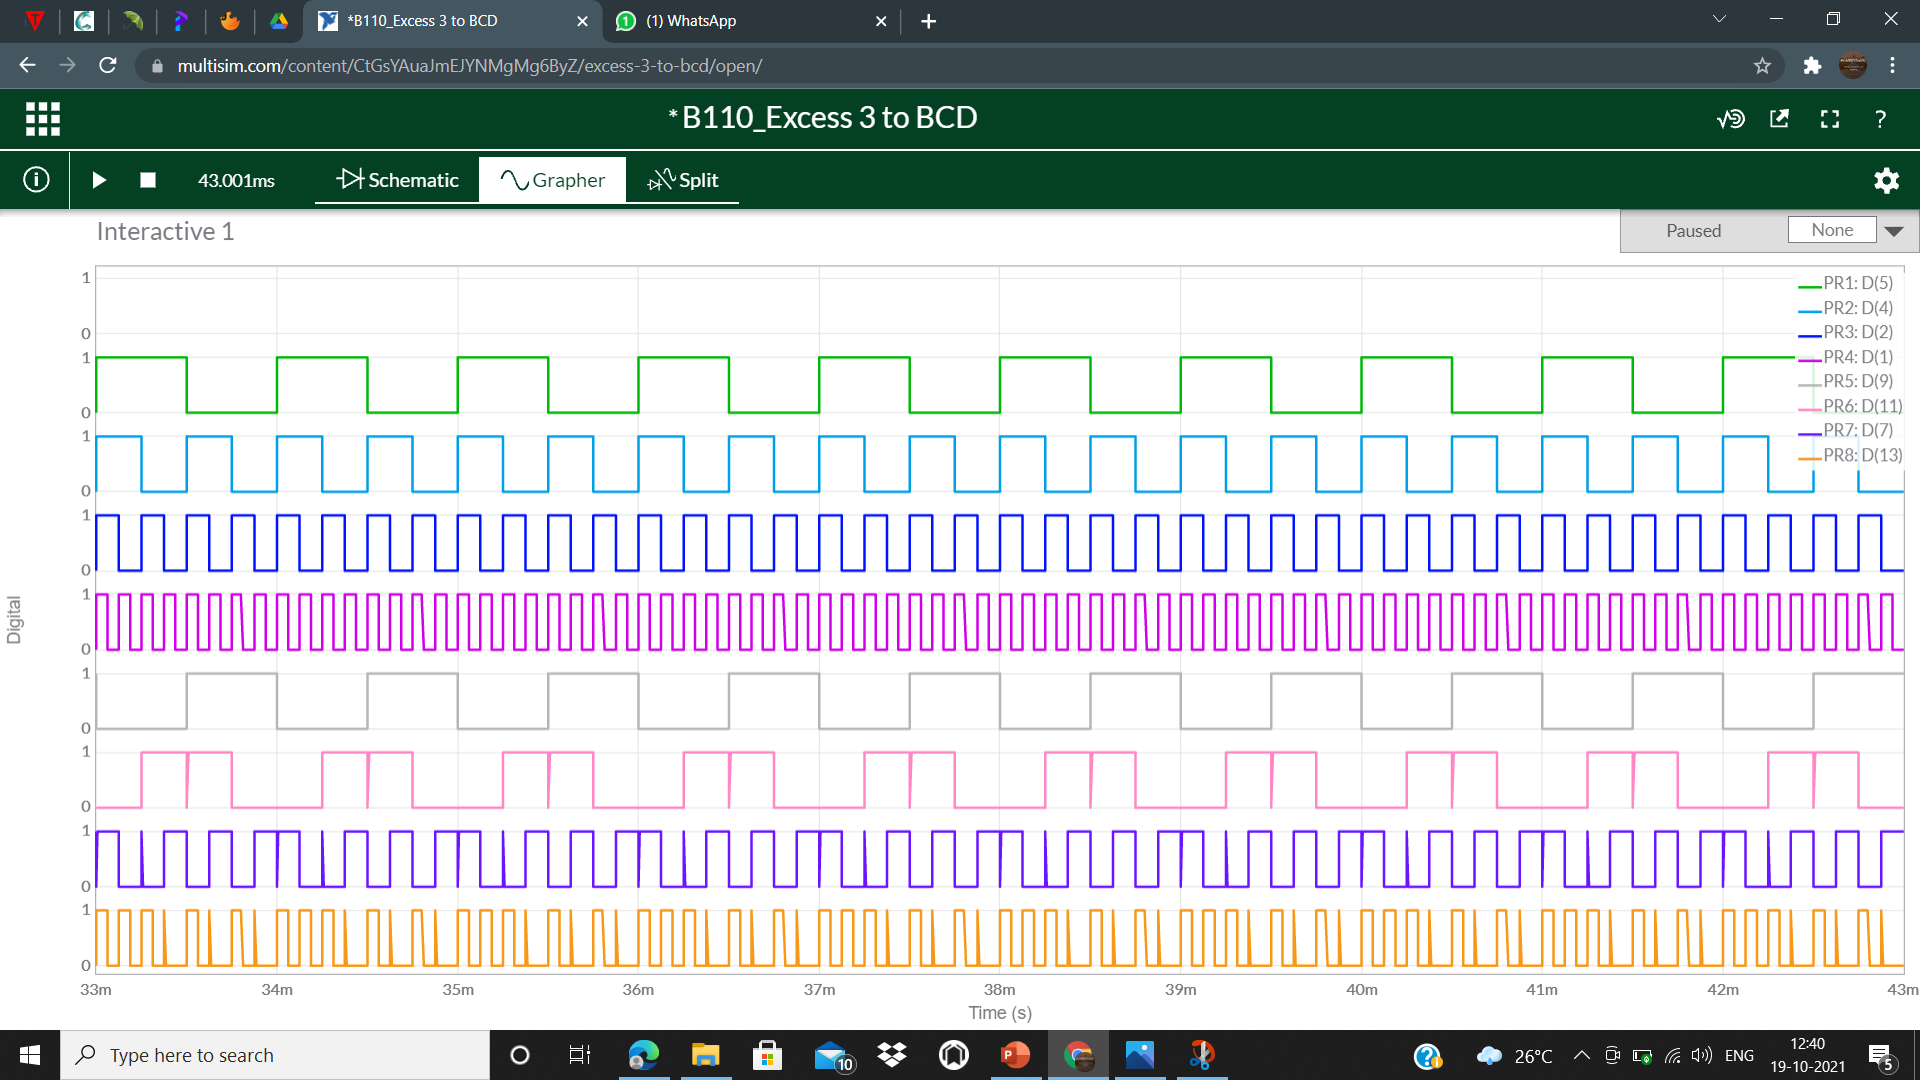 *B110_Excess 3 to BCD
(1) WhatsApp
multisim.com/content/CtGsYAuaJmEJYNMgMg6ByZ/excess-3-to-bcd/open/
*B110_Excess 3 to BCD
?
43.001ms
Schematic
Grapher
Split
Interactive 1
Paused
None
1
0
1
0
1
0
1
0
1
0
1
0
1
0
1
0
1
0
PR1: D(5)
PR2: D(4)
PR3: D(2)
PR4: D(1)
PR5: D(9)
PR6: D(11)
PR7: D(7)
PR8: D(13)
Digital
33m 34m 35m 36m 37m 38m 39m 40m 41m 42m 43m
Time (s)
Type here to search
10
26°C
ENG
12:40
19-10-2021
5